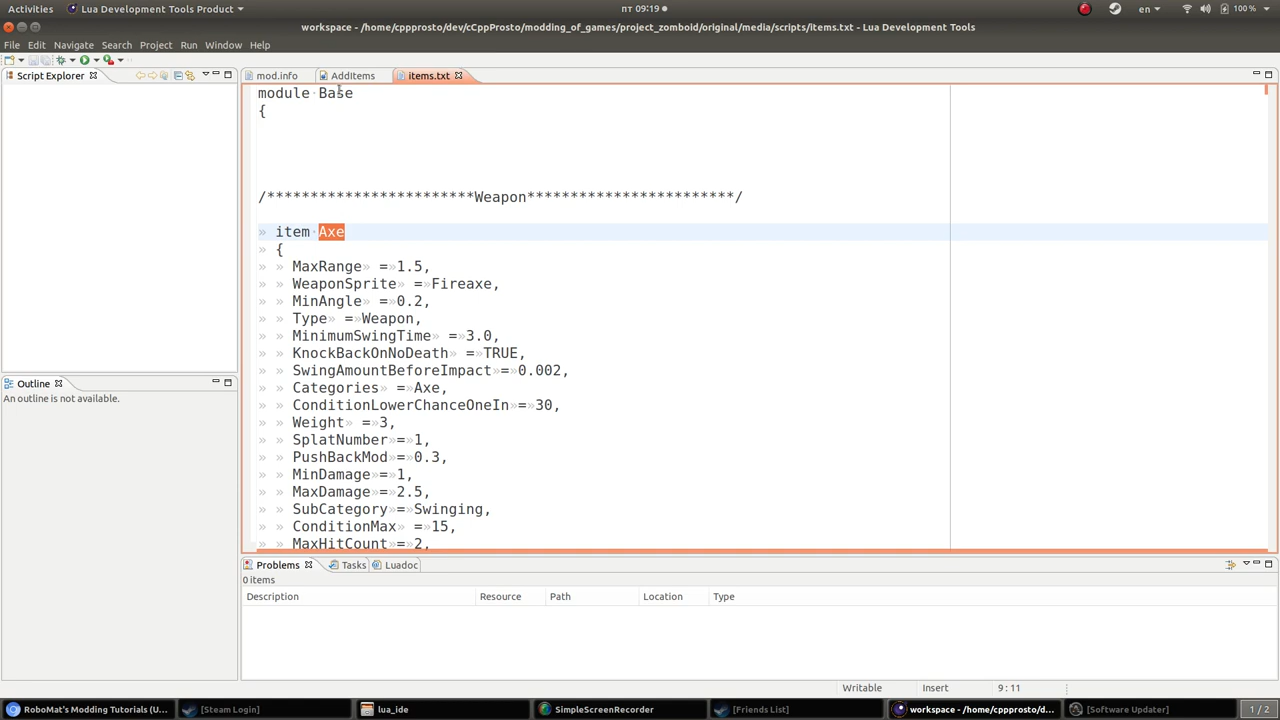 Activities Lua Development Tools Product пт 09:19 en 100 %
workspace - /home/cppprosto/dev/cCppProsto/modding_of_games/project_zomboid/original/media/scripts/items.txt - Lua Development Tools
File Edit Navigate Search Project Run Window Help
Script Explorer
mod.info AddItems items.txt
module·Base
{
/************************Weapon************************/
» item·Axe
» {
» » MaxRange» =»1.5,
» » WeaponSprite» =»Fireaxe,
» » MinAngle» =»0.2,
» » Type» =»Weapon,
» » MinimumSwingTime» =»3.0,
» » KnockBackOnNoDeath» =»TRUE,
» » SwingAmountBeforeImpact»=»0.002,
» » Categories» =»Axe,
» » ConditionLowerChanceOneIn»=»30,
» » Weight» =»3,
» » SplatNumber»=»1,
» » PushBackMod»=»0.3,
» » MinDamage»=»1,
» » MaxDamage»=»2.5,
» » SubCategory»=»Swinging,
» » ConditionMax» =»15,
» » MaxHitCount»=»2,
Outline
An outline is not available.
Problems Tasks Luadoc
0 items
Description Resource Path Location Type
Writable Insert 9 : 11
RoboMat's Modding Tutorials (U... [Steam Login] lua_ide SimpleScreenRecorder [Friends List] workspace - /home/cppprosto/d... [Software Updater] 1 / 2